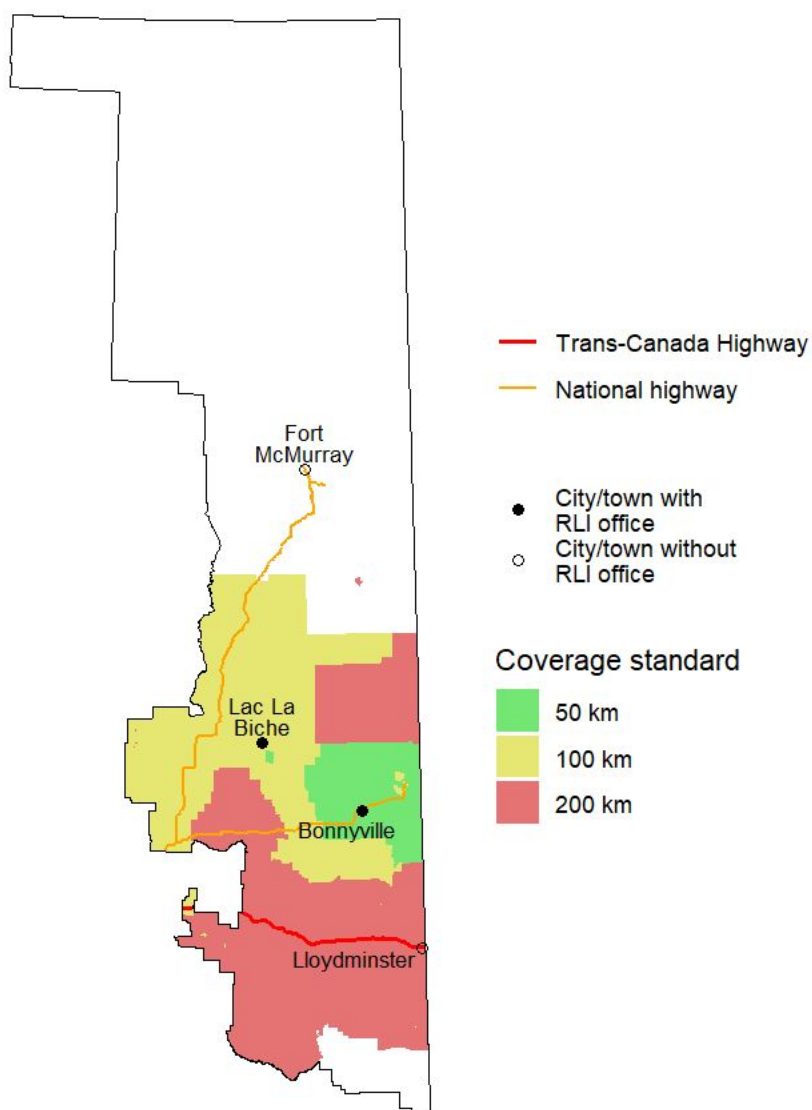 Fort
McMurray
Lac La
Biche
Bonnyville
Lloydminster
Trans-Canada Highway
National highway
City/town with
RLI office
City/town without
RLI office
Coverage standard
50 km
100 km
200 km